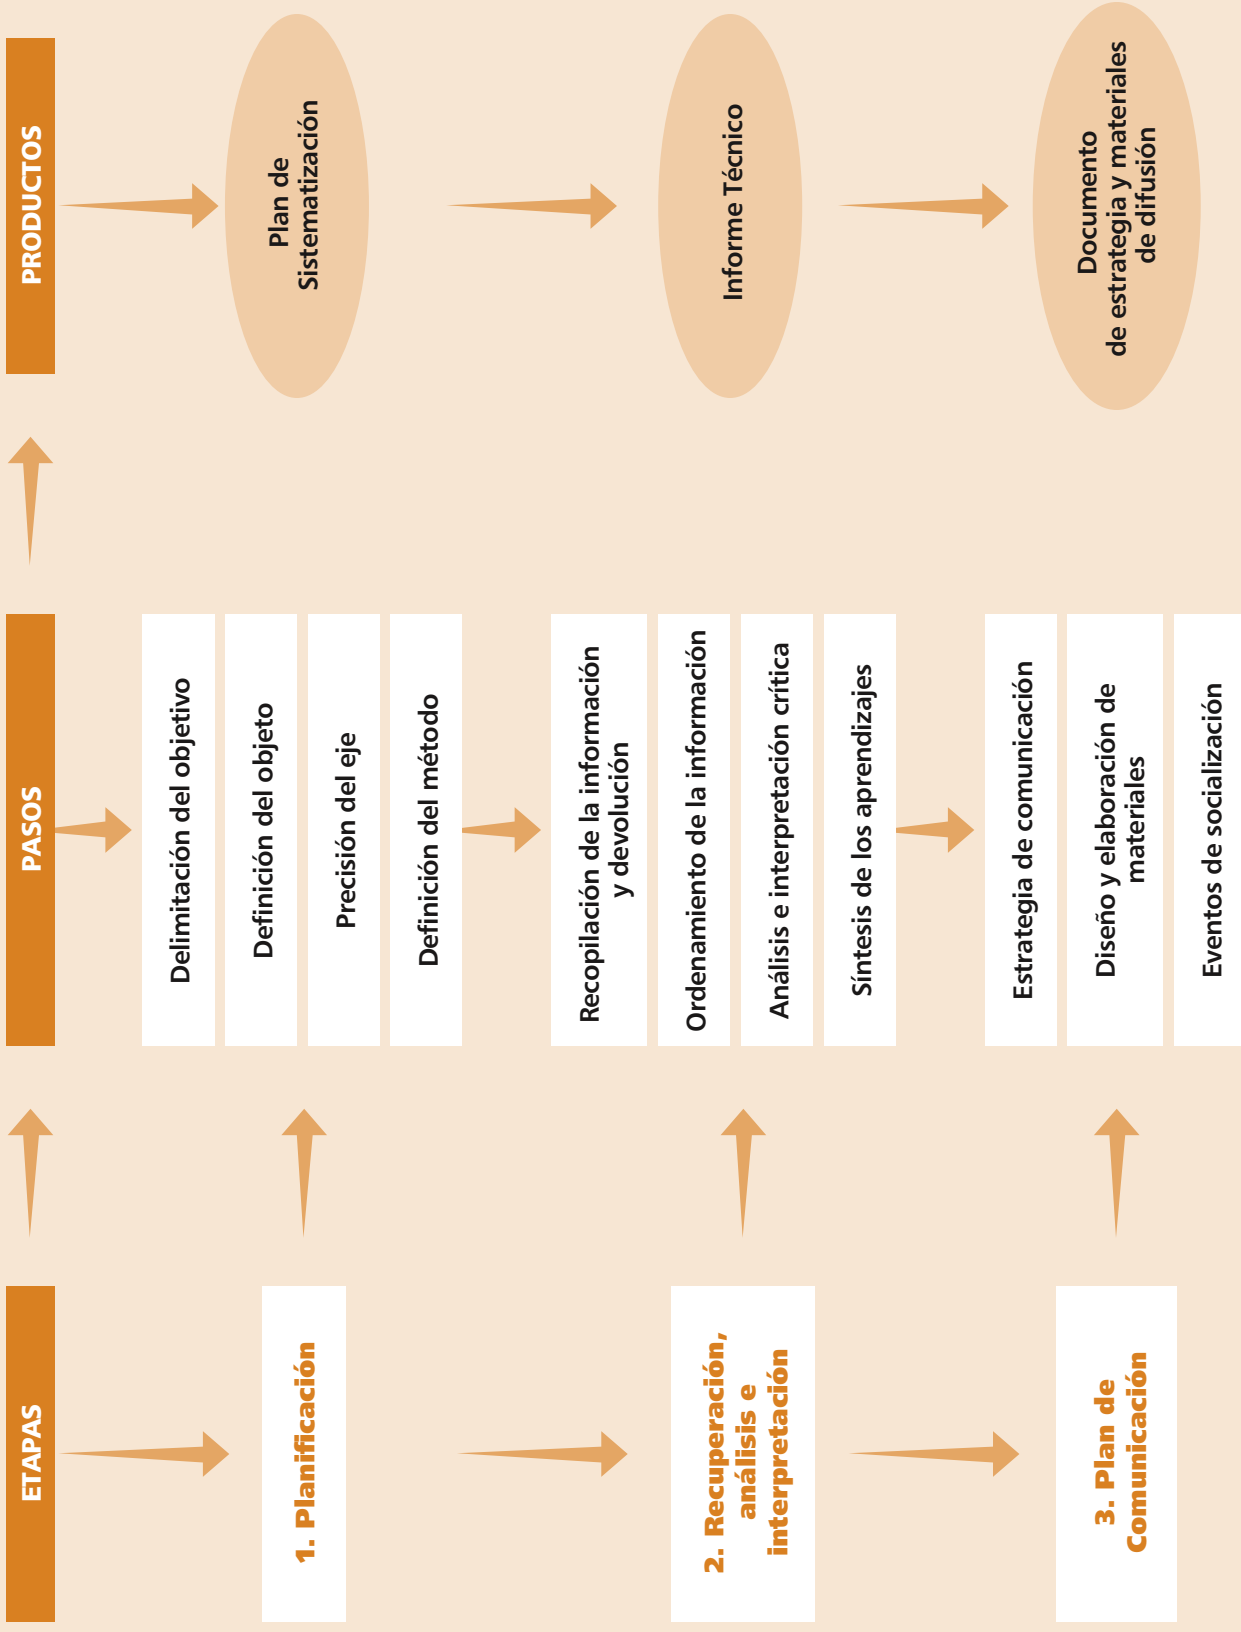 ETAPAS
PASOS
PRODUCTOS
1. Planificación
Delimitación del objetivo
Definición del objeto
Precisión del eje
Definición del método
Plan de
Sistematización
2. Recuperación,
análisis e
interpretación
Recopilación de la información
y devolución
Ordenamiento de la información
Análisis e interpretación crítica
Síntesis de los aprendizajes
Informe Técnico
3. Plan de
Comunicación
Estrategia de comunicación
Diseño y elaboración de
materiales
Eventos de socialización
Documento
de estrategia y materiales
de difusión